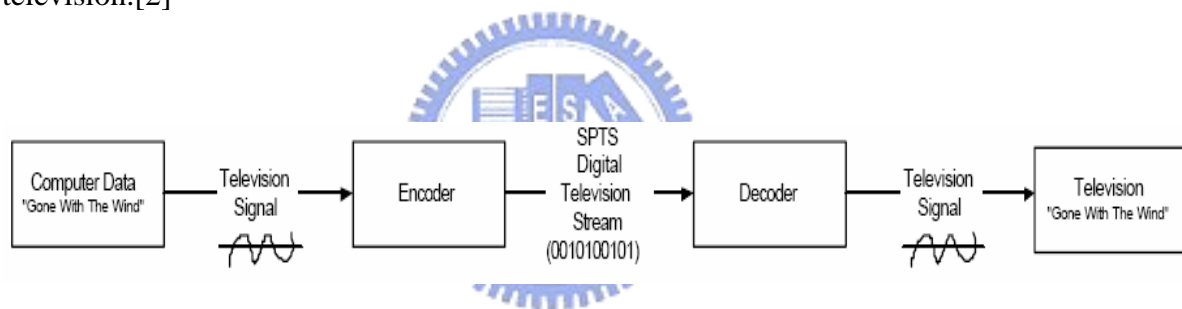 television.[2]
Computer Data
"Gone With The Wind"
Television
Signal
Encoder
SPTS
Digital
Television
Stream
(0010100101)
Decoder
Television
Signal
Television
"Gone With The Wind"
E S A